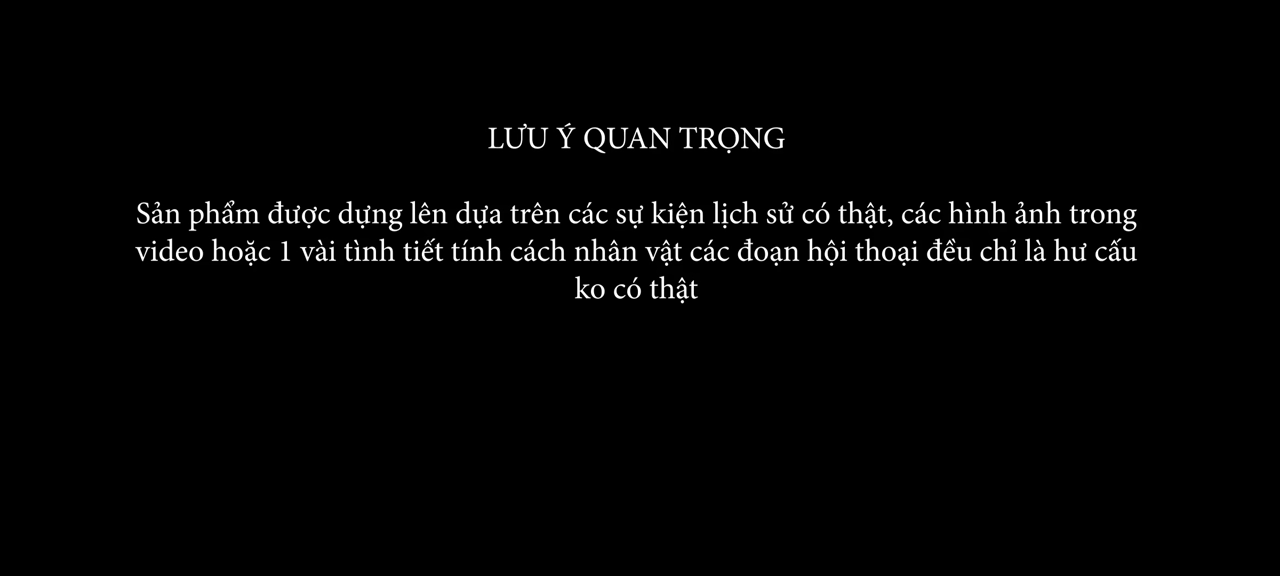 LƯU Ý QUAN TRỌNG
Sản phẩm được dựng lên dựa trên các sự kiện lịch sử có thật, các hình ảnh trong
video hoặc 1 vài tình tiết tính cách nhân vật các đoạn hội thoại đều chỉ là hư cấu
ko có thật